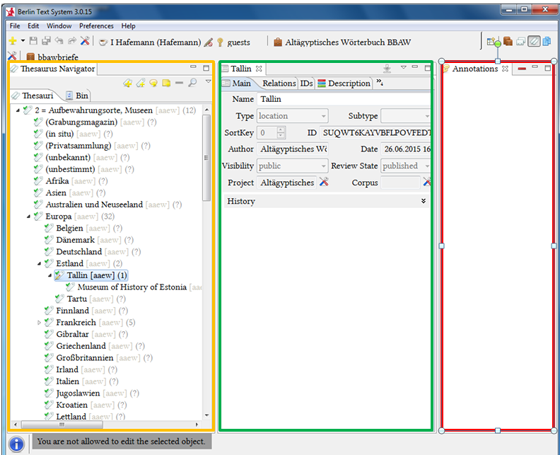 Berlin Text System 3.0.15
File Edit Window Preferences Help
I Hafemann (Hafemann) guests Altägyptisches Wörterbuch BBAW
bbawbriefe
Thesaurus Navigator
Thesauri Bin
2 = Aufbewahrungsorte, Museen [aaew] (12)
(Grabungsmagazin) [aaew] (?)
(in situ) [aaew] (?)
(Privatsammlung) [aaew] (?)
(unbekannt) [aaew] (?)
(unbestimmt) [aaew] (?)
Afrika [aaew] (?)
Asien [aaew] (?)
Australien und Neuseeland [aaew] (?)
Europa [aaew] (32)
Belgien [aaew] (?)
Dänemark [aaew] (?)
Deutschland [aaew] (?)
Estland [aaew] (2)
Tallin [aaew] (1)
Museum of History of Estonia [aa
Tartu [aaew] (?)
Finnland [aaew] (?)
Frankreich [aaew] (5)
Gibraltar [aaew] (?)
Griechenland [aaew] (?)
Großbritannien [aaew] (?)
Irland [aaew] (?)
Italien [aaew] (?)
Jugoslawien [aaew] (?)
Kroatien [aaew] (?)
Lettland [aaew] (?)
Tallin
Main Relations IDs Description
Name Tallin
Type location Subtype
SortKey 0 ID SUQWT6KAYVBFLPOVFEDT
Author Altägyptisches Wö Date 26.06.2015 16
Visibility public Review State published
Project Altägyptisches Corpus
History
Annotations
You are not allowed to edit the selected object.